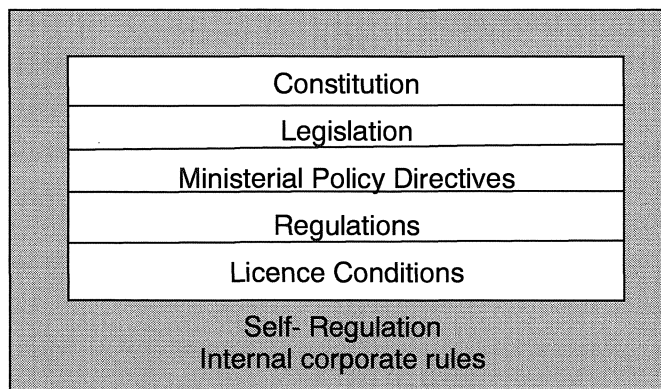 Constitution
Legislation
Ministerial Policy Directives
Regulations
Licence Conditions
Self- Regulation
Internal corporate rules